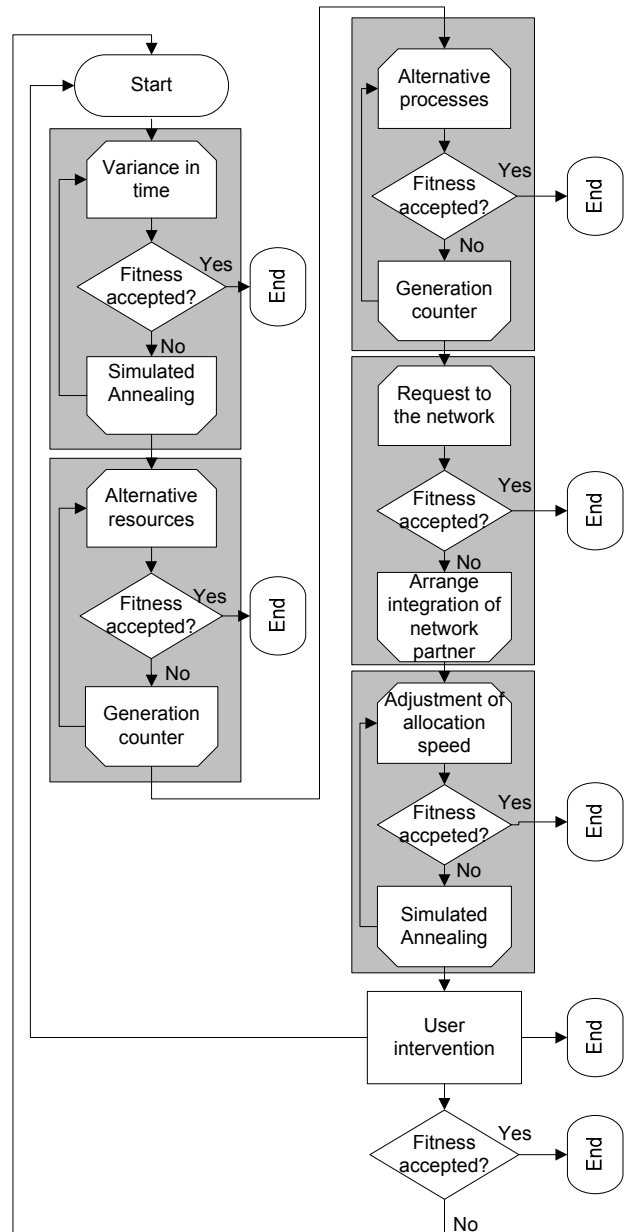 Start
Variance in
time
Fitness
accepted?
Yes
End
No
Simulated
Annealing
Alternative
resources
Fitness
accepted?
Yes
End
No
Generation
counter
Alternative
processes
Fitness
accepted?
Yes
End
No
Generation
counter
Request to
the network
Fitness
accepted?
Yes
End
No
Arrange
integration of
network
partner
Adjustment of
allocation
speed
Fitness
accpeted?
Yes
End
No
Simulated
Annealing
User
intervention
End
Fitness
accepted?
Yes
End
No